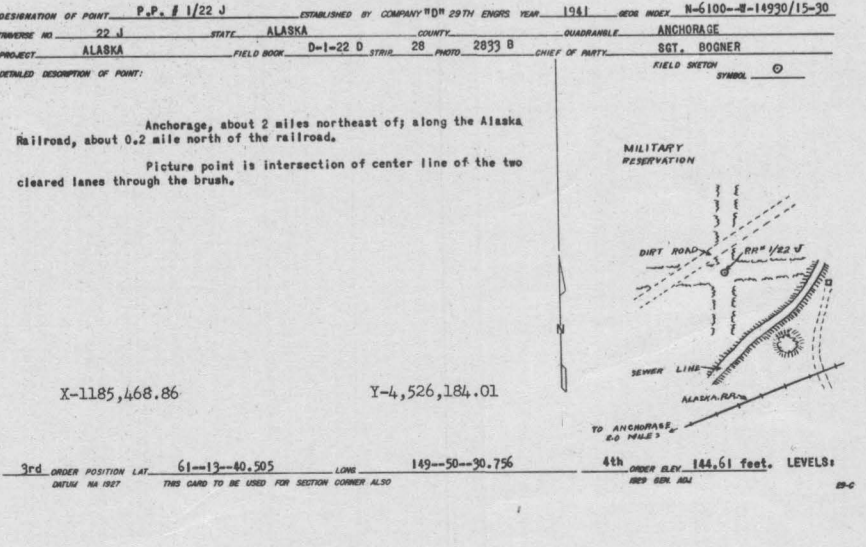 DESIGNATION OF POINT P.P. # 1/22 J ESTABLISHED BY COMPANY "D" 29TH ENGRS YEAR 1941 GEOG INDEX N-6100--W-14930/15-30
TRAVERSE NO. 22 J STATE ALASKA COUNTY QUADRANGLE ANCHORAGE
PROJECT ALASKA FIELD BOOK D-1-22 D STRIP 28 PHOTO 2833 B CHIEF OF PARTY SGT. BOGNER
DETAILED DESCRIPTION OF POINT:
FIELD SKETCH
SYMBOL
Anchorage, about 2 miles northeast of; along the Alaska
Railroad, about 0.2 mile north of the railroad.
Picture point is intersection of center line of the two
cleared lanes through the brush.
MILITARY
RESERVATION
DIRT ROAD
P.P.# 1/22 J
N
SEWER LINE
ALASKA R.R.
TO ANCHORAGE
2.0 MILES
X-1185,468.86 Y-4,526,184.01
3rd ORDER POSITION LAT. 61--13--40.505 LONG 149--50--30.756 4th ORDER ELEV 144.61 feet. LEVELS:
DATUM NA 1927 THIS CARD TO BE USED FOR SECTION CORNER ALSO 1929 GEN. ADJ 29-G